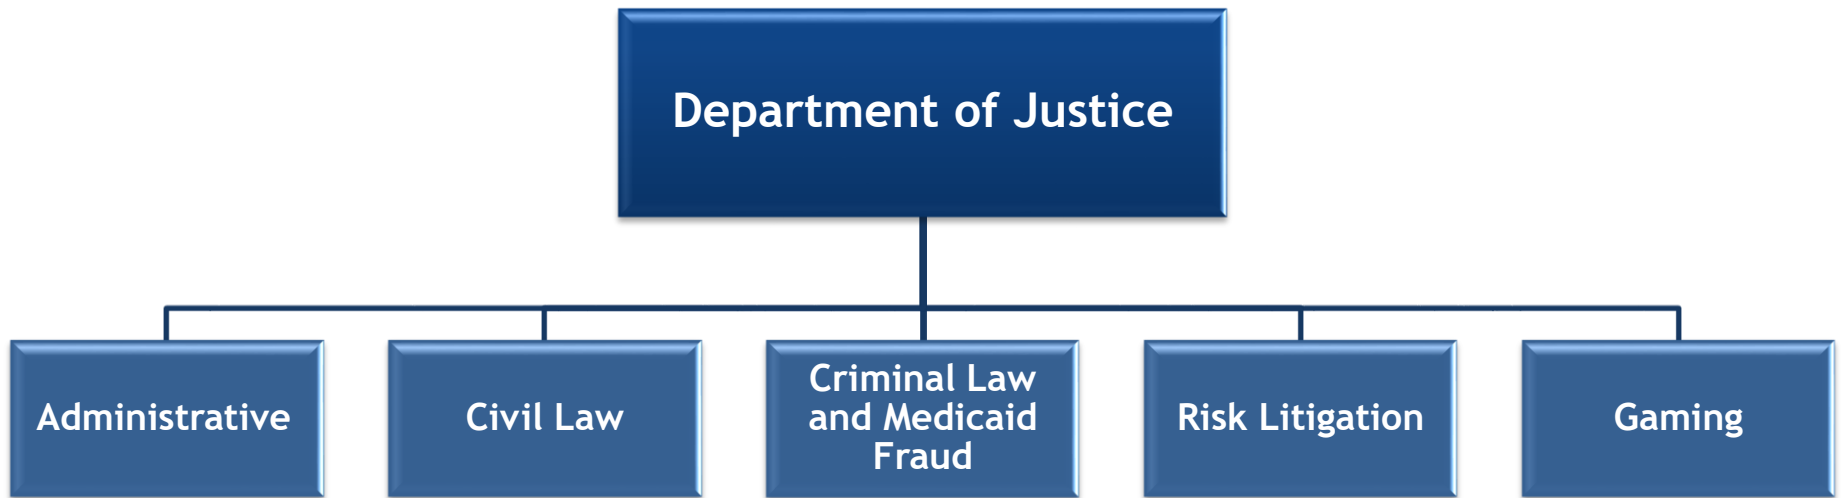 Department of Justice
Administrative
Civil Law
Criminal Law
and Medicaid
Fraud
Risk Litigation
Gaming